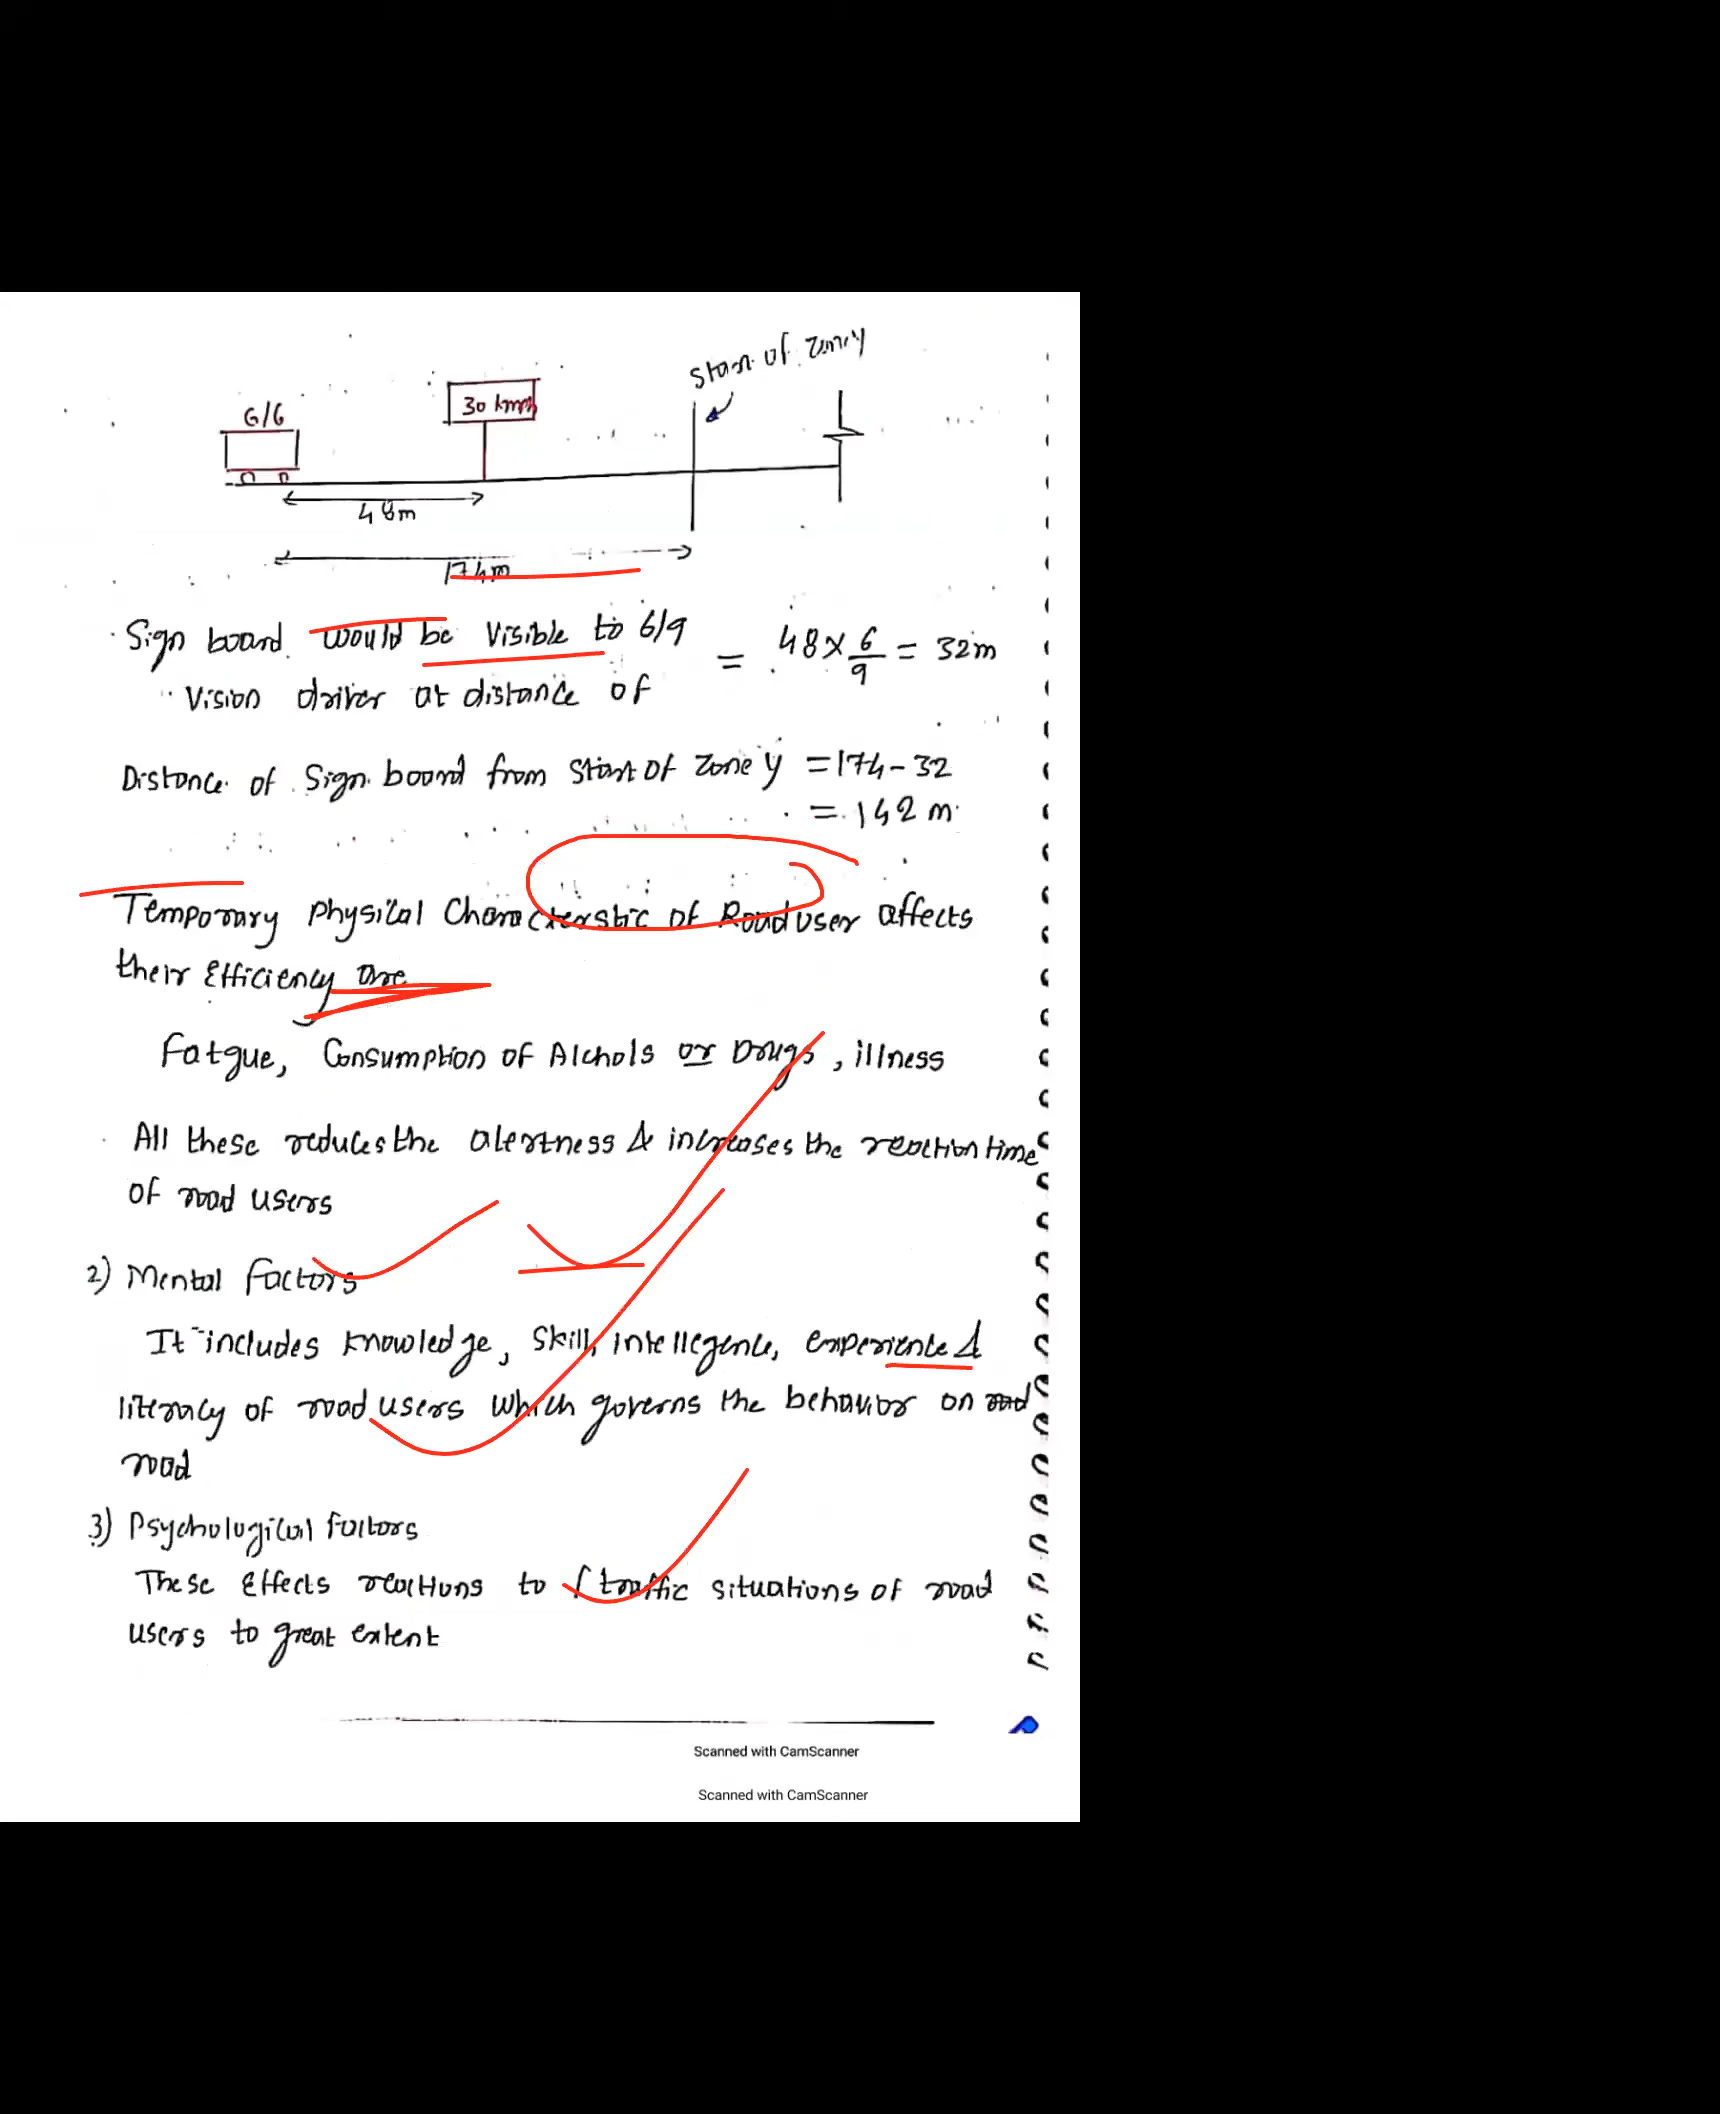 Start of Zone y
30 kmph
6/6
48m
174m
Sign board would be visible to 6/9 = 48 × 6/9 = 32m
Vision driver at distance of
Distance of Sign board from Start of Zone y = 174 - 32
= 142 m
Temporary Physical Characterstic of Road user affects
their Efficiency are
Fatgue, Consumption of Alchols or Drugs, illness
All these reduces the alertness & increases the reaction time
of road users
2) Mental Factors
It includes knowledge, Skill, intellegence, experience &
literacy of road users which governs the behavior on road
road
3) Psychological Factors
These Effects reactions to traffic situations of road
users to great extent
Scanned with CamScanner
Scanned with CamScanner